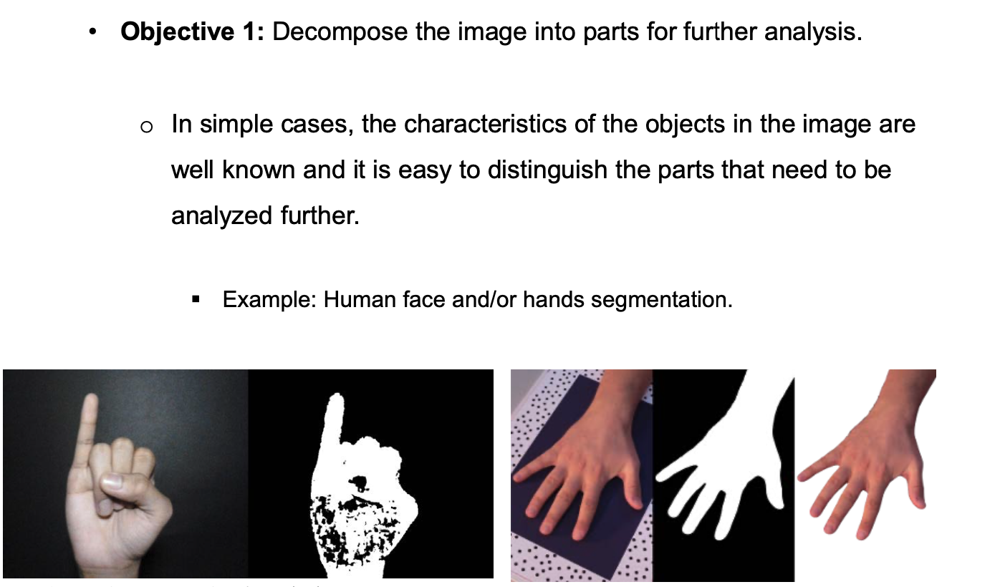 • Objective 1: Decompose the image into parts for further analysis.
o In simple cases, the characteristics of the objects in the image are
well known and it is easy to distinguish the parts that need to be
analyzed further.
▪ Example: Human face and/or hands segmentation.